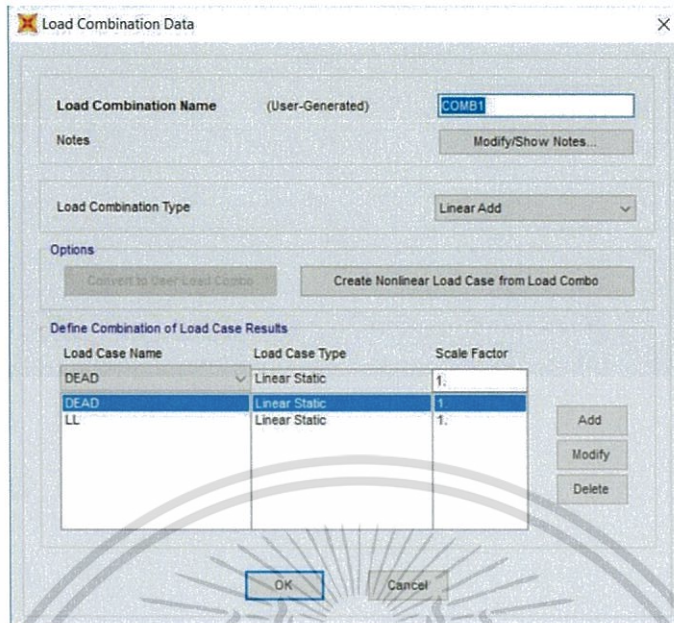 Load Combination Data
Load Combination Name (User-Generated) COMB1
Notes Modify/Show Notes...
Load Combination Type Linear Add
Options
Convert to User Load Combo Create Nonlinear Load Case from Load Combo
Define Combination of Load Case Results
Load Case Name Load Case Type Scale Factor
DEAD Linear Static 1.
DEAD Linear Static 1.
LL Linear Static 1.
Add
Modify
Delete
OK Cancel